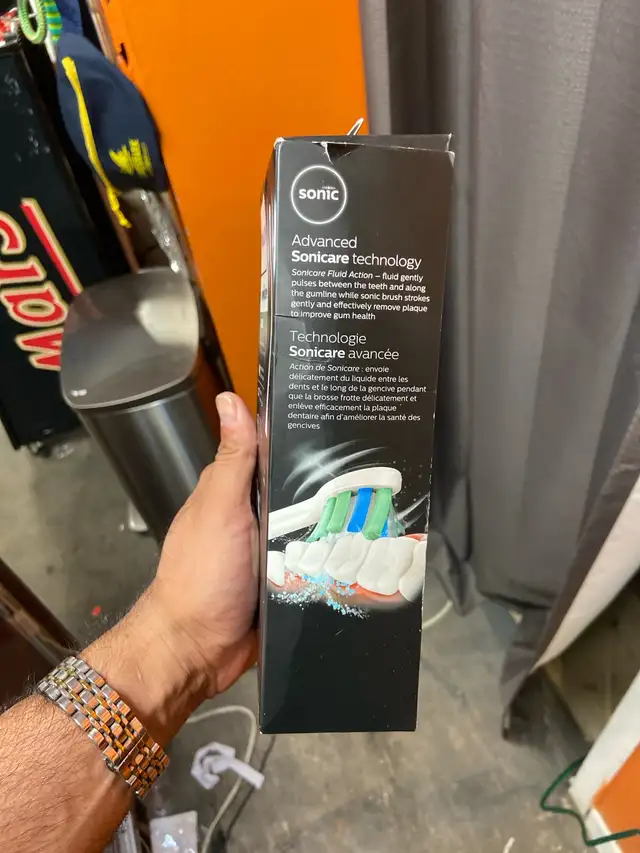 sonic
Advanced
Sonicare technology
Sonicare Fluid Action – fluid gently
pulses between the teeth and along
the gumline while sonic brush strokes
gently and effectively remove plaque
to improve gum health
Technologie
Sonicare avancée
Action de Sonicare : envoie
délicatement du liquide entre les
dents et le long de la gencive pendant
que la brosse frotte délicatement et
enlève efficacement la plaque
dentaire afin d'améliorer la santé des
gencives
Mars